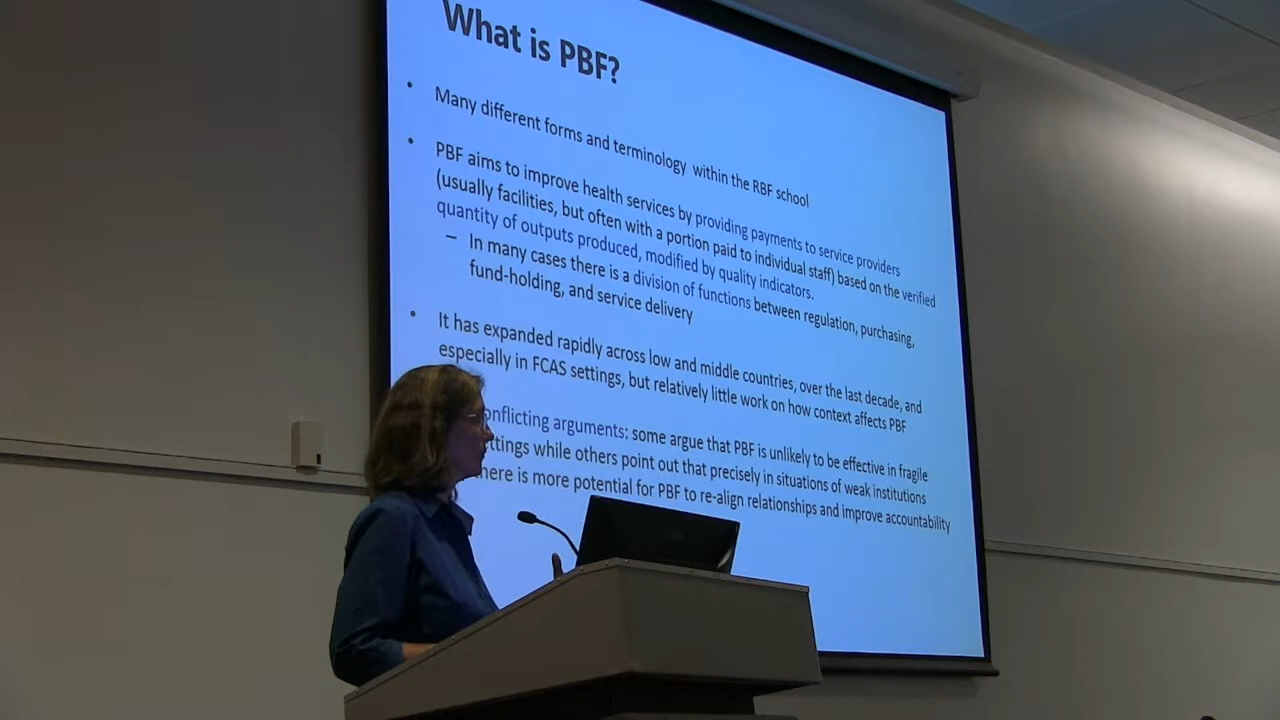 What is PBF?
• Many different forms and terminology within the RBF school
• PBF aims to improve health services by providing payments to service providers
(usually facilities, but often with a portion paid to individual staff) based on the verified
quantity of outputs produced, modified by quality indicators.
– In many cases there is a division of functions between regulation, purchasing,
fund-holding, and service delivery
• It has expanded rapidly across low and middle countries, over the last decade, and
especially in FCAS settings, but relatively little work on how context affects PBF
onflicting arguments: some argue that PBF is unlikely to be effective in fragile
ttings while others point out that precisely in situations of weak institutions
here is more potential for PBF to re-align relationships and improve accountability